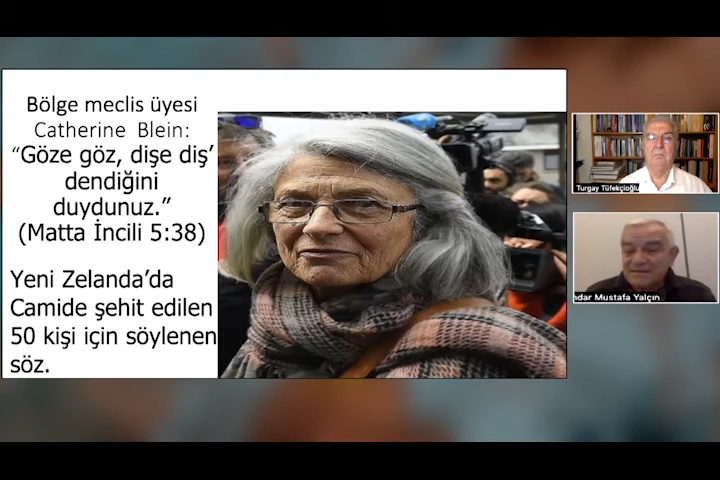 Bölge meclis üyesi
Catherine Blein:
“Göze göz, dişe diş’
dendiğini
duydunuz.”
(Matta İncili 5:38)
Yeni Zelanda’da
Camide şehit edilen
50 kişi için söylenen
söz.
Turgay Tüfekçioğlu
ndar Mustafa Yalçın